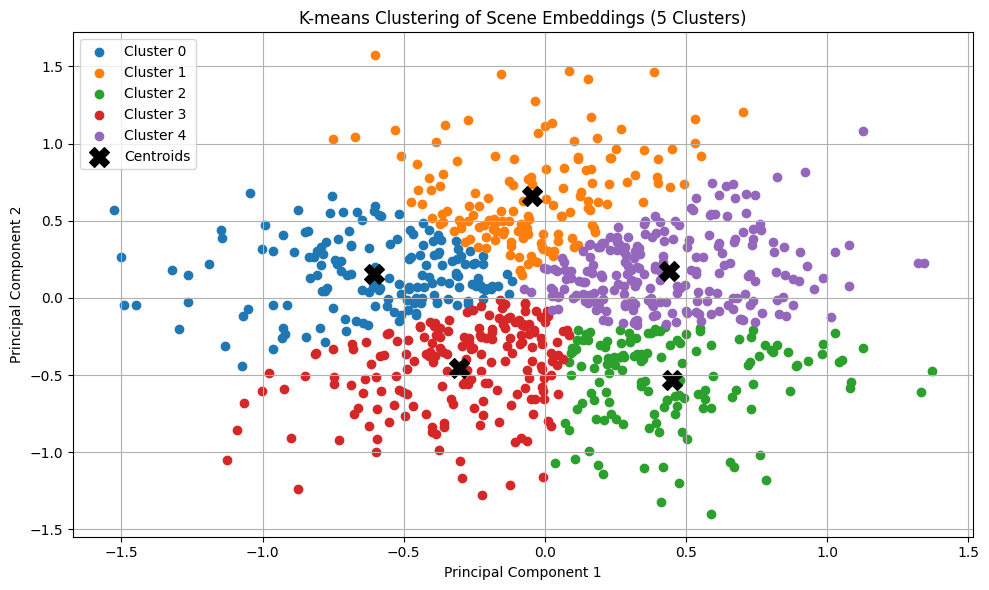 K-means Clustering of Scene Embeddings (5 Clusters)
Cluster 0
Cluster 1
Cluster 2
Cluster 3
Cluster 4
Centroids
Principal Component 2
1.5
1.0
0.5
0.0
−0.5
−1.0
−1.5
−1.5
−1.0
−0.5
0.0
0.5
1.0
1.5
Principal Component 1